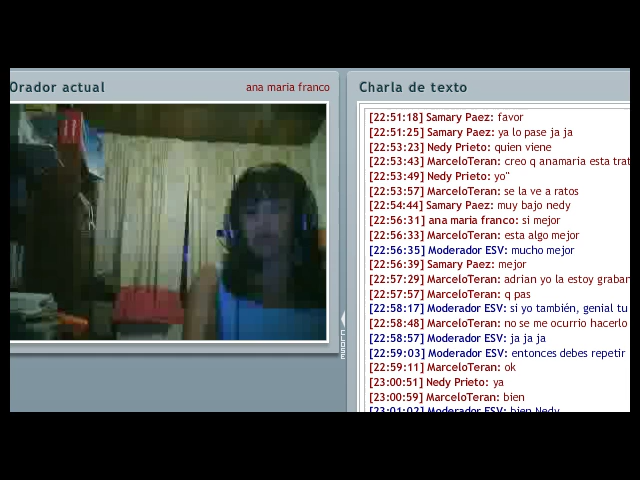 Orador actual
ana maria franco
Charla de texto
[22:51:18] Samary Paez: favor
[22:51:25] Samary Paez: ya lo pase ja ja
[22:53:23] Nedy Prieto: quien viene
[22:53:43] MarceloTeran: creo q anamaria esta trat
[22:53:49] Nedy Prieto: yo"
[22:53:57] MarceloTeran: se la ve a ratos
[22:54:44] Samary Paez: muy bajo nedy
[22:56:31] ana maria franco: si mejor
[22:56:33] MarceloTeran: esta algo mejor
[22:56:35] Moderador ESV: mucho mejor
[22:56:39] Samary Paez: mejor
[22:57:29] MarceloTeran: adrian yo la estoy grabar
[22:57:57] MarceloTeran: q pas
[22:58:17] Moderador ESV: si yo también, genial tu
[22:58:48] MarceloTeran: no se me ocurrio hacerlo
[22:58:57] Moderador ESV: ja ja ja
[22:59:03] Moderador ESV: entonces debes repetir
[22:59:11] MarceloTeran: ok
[23:00:51] Nedy Prieto: ya
[23:00:59] MarceloTeran: bien
[23:01:02] Moderador ESV: bien Nedy
CLOSE